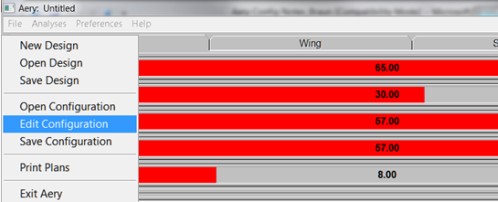 Aery: Untitled
File Analyses Preferences Help
New Design
Open Design
Save Design
Open Configuration
Edit Configuration
Save Configuration
Print Plans
Exit Aery
Wing
S
65.00
30.00
57.00
57.00
8.00